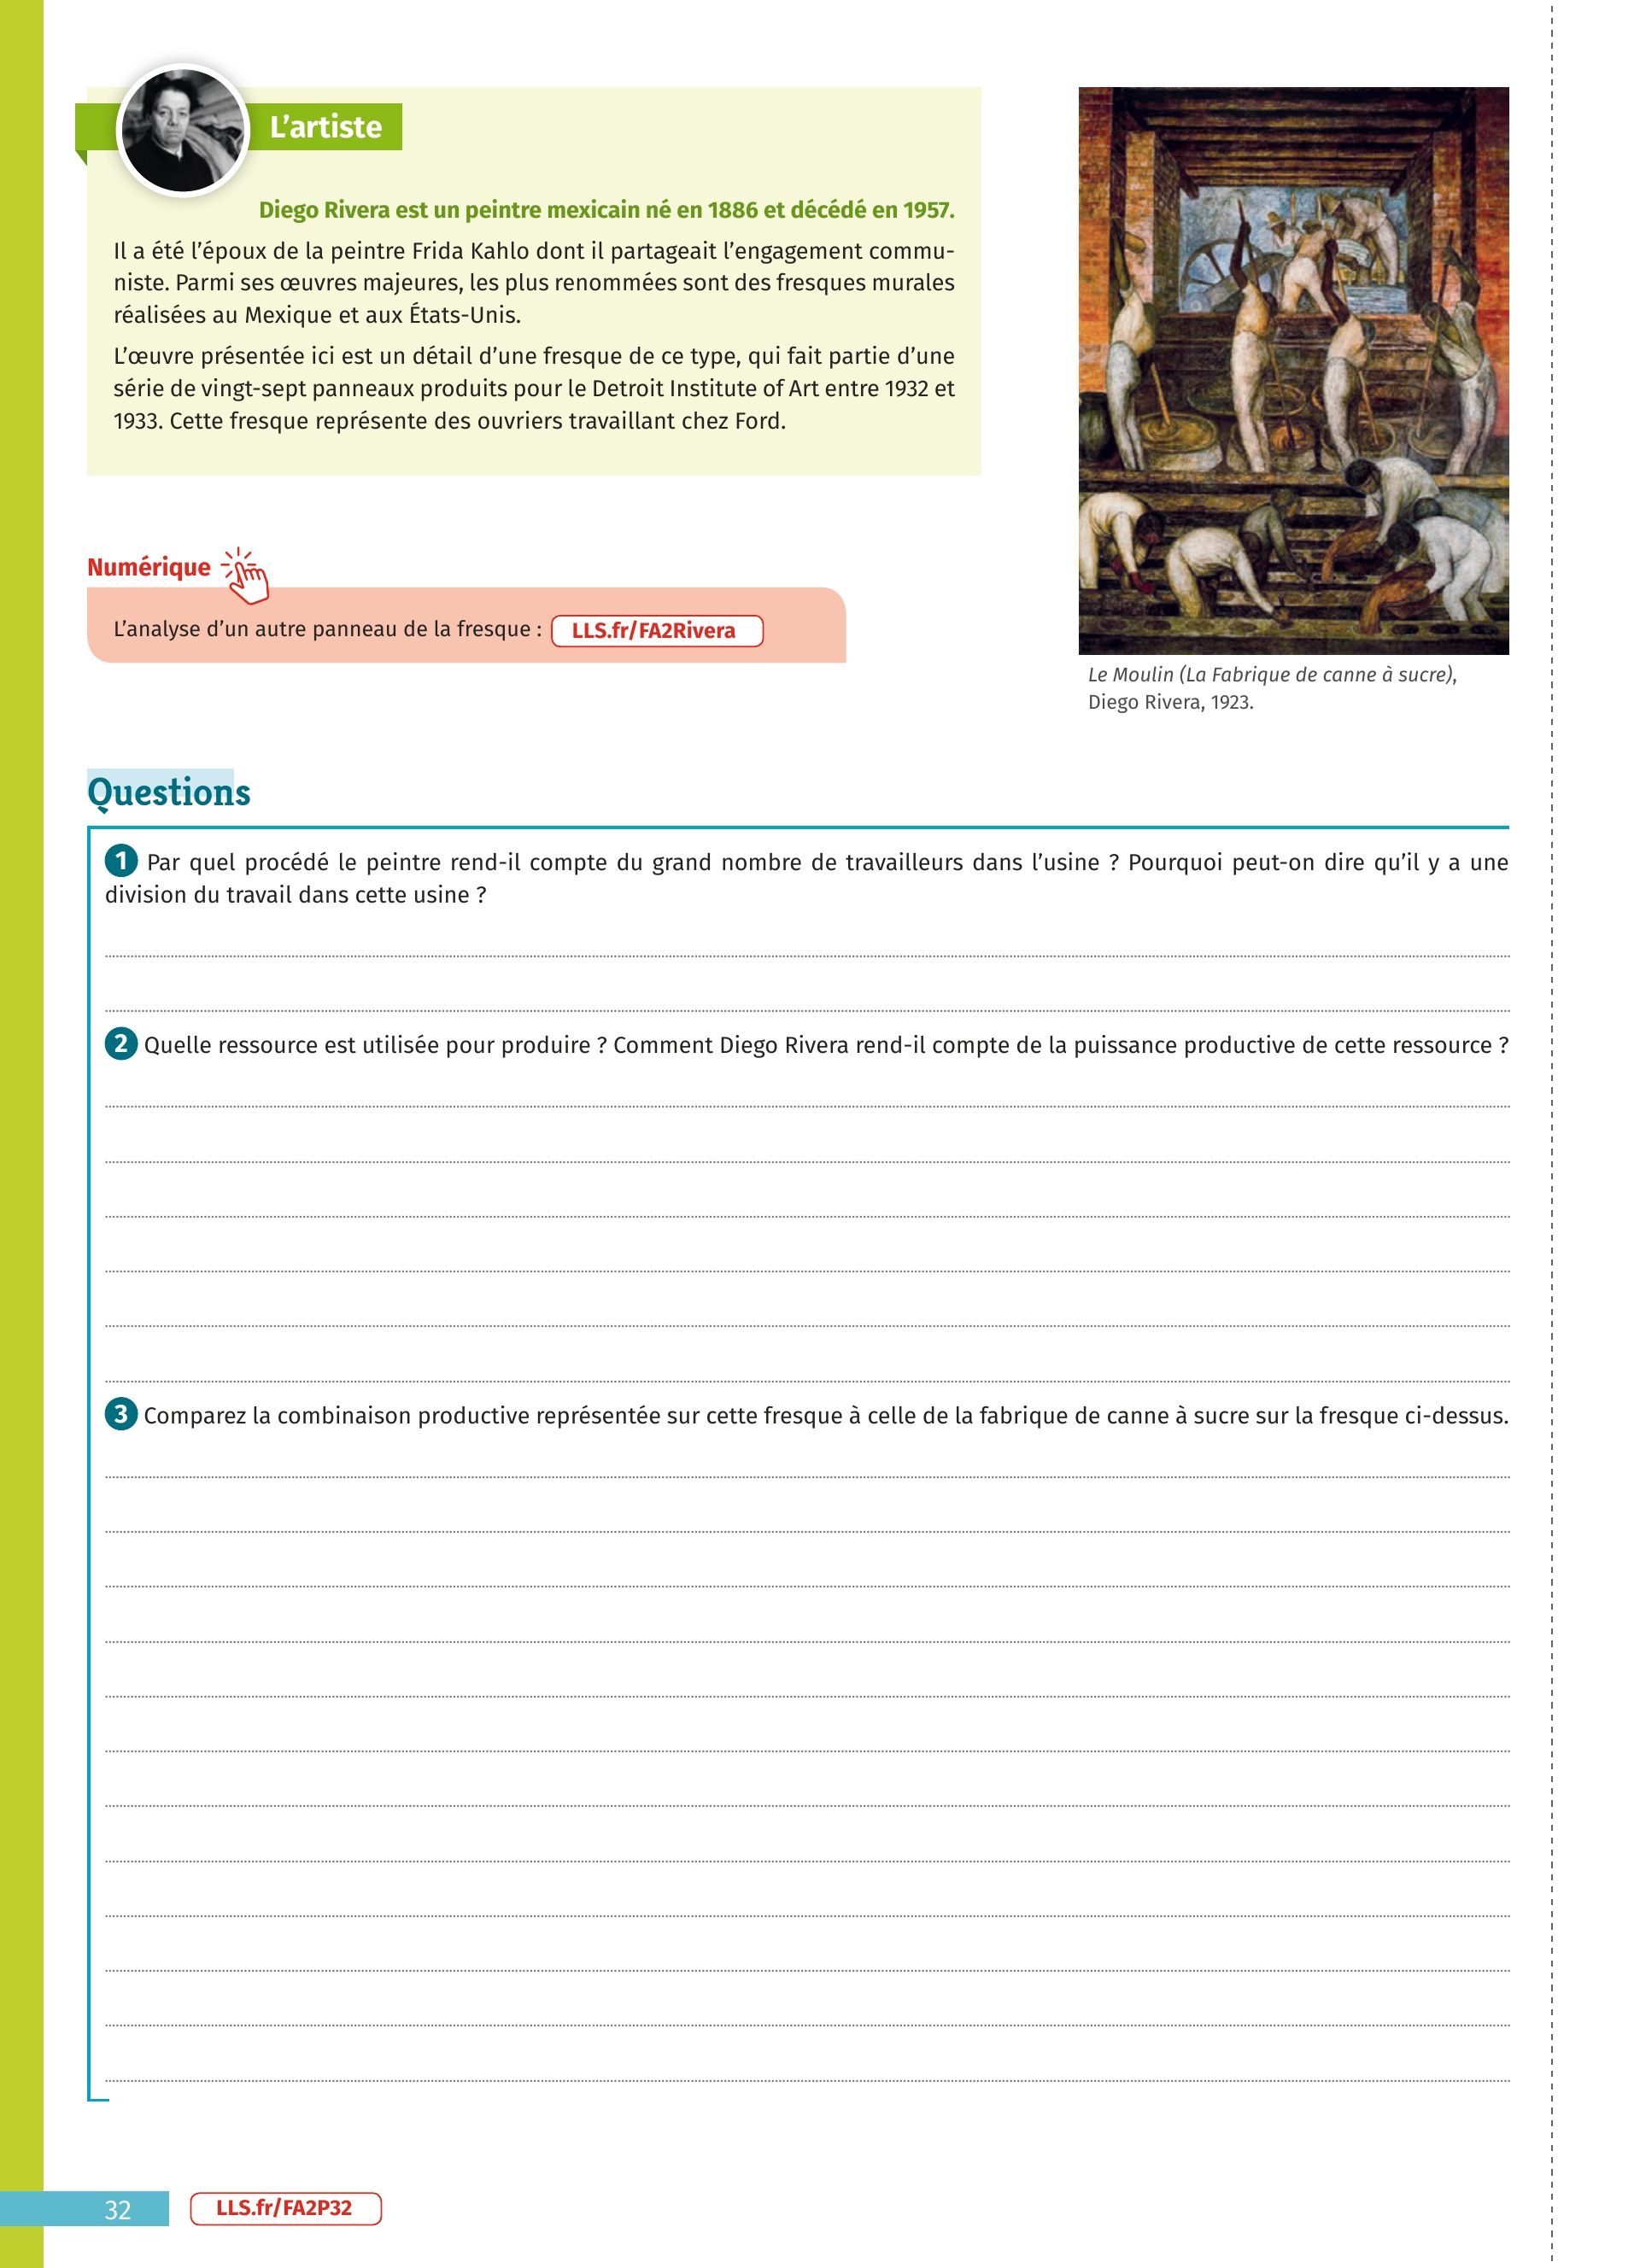 L’artiste
Diego Rivera est un peintre mexicain né en 1886 et décédé en 1957.
Il a été l’époux de la peintre Frida Kahlo dont il partageait l’engagement commu-
niste. Parmi ses œuvres majeures, les plus renommées sont des fresques murales
réalisées au Mexique et aux États-Unis.
L’œuvre présentée ici est un détail d’une fresque de ce type, qui fait partie d’une
série de vingt-sept panneaux produits pour le Detroit Institute of Art entre 1932 et
1933. Cette fresque représente des ouvriers travaillant chez Ford.
Numérique
L’analyse d’un autre panneau de la fresque : LLS.fr/FA2Rivera
Le Moulin (La Fabrique de canne à sucre),
Diego Rivera, 1923.
Questions
1 Par quel procédé le peintre rend-il compte du grand nombre de travailleurs dans l’usine ? Pourquoi peut-on dire qu’il y a une
division du travail dans cette usine ?
2 Quelle ressource est utilisée pour produire ? Comment Diego Rivera rend-il compte de la puissance productive de cette ressource ?
3 Comparez la combinaison productive représentée sur cette fresque à celle de la fabrique de canne à sucre sur la fresque ci-dessus.
32
LLS.fr/FA2P32